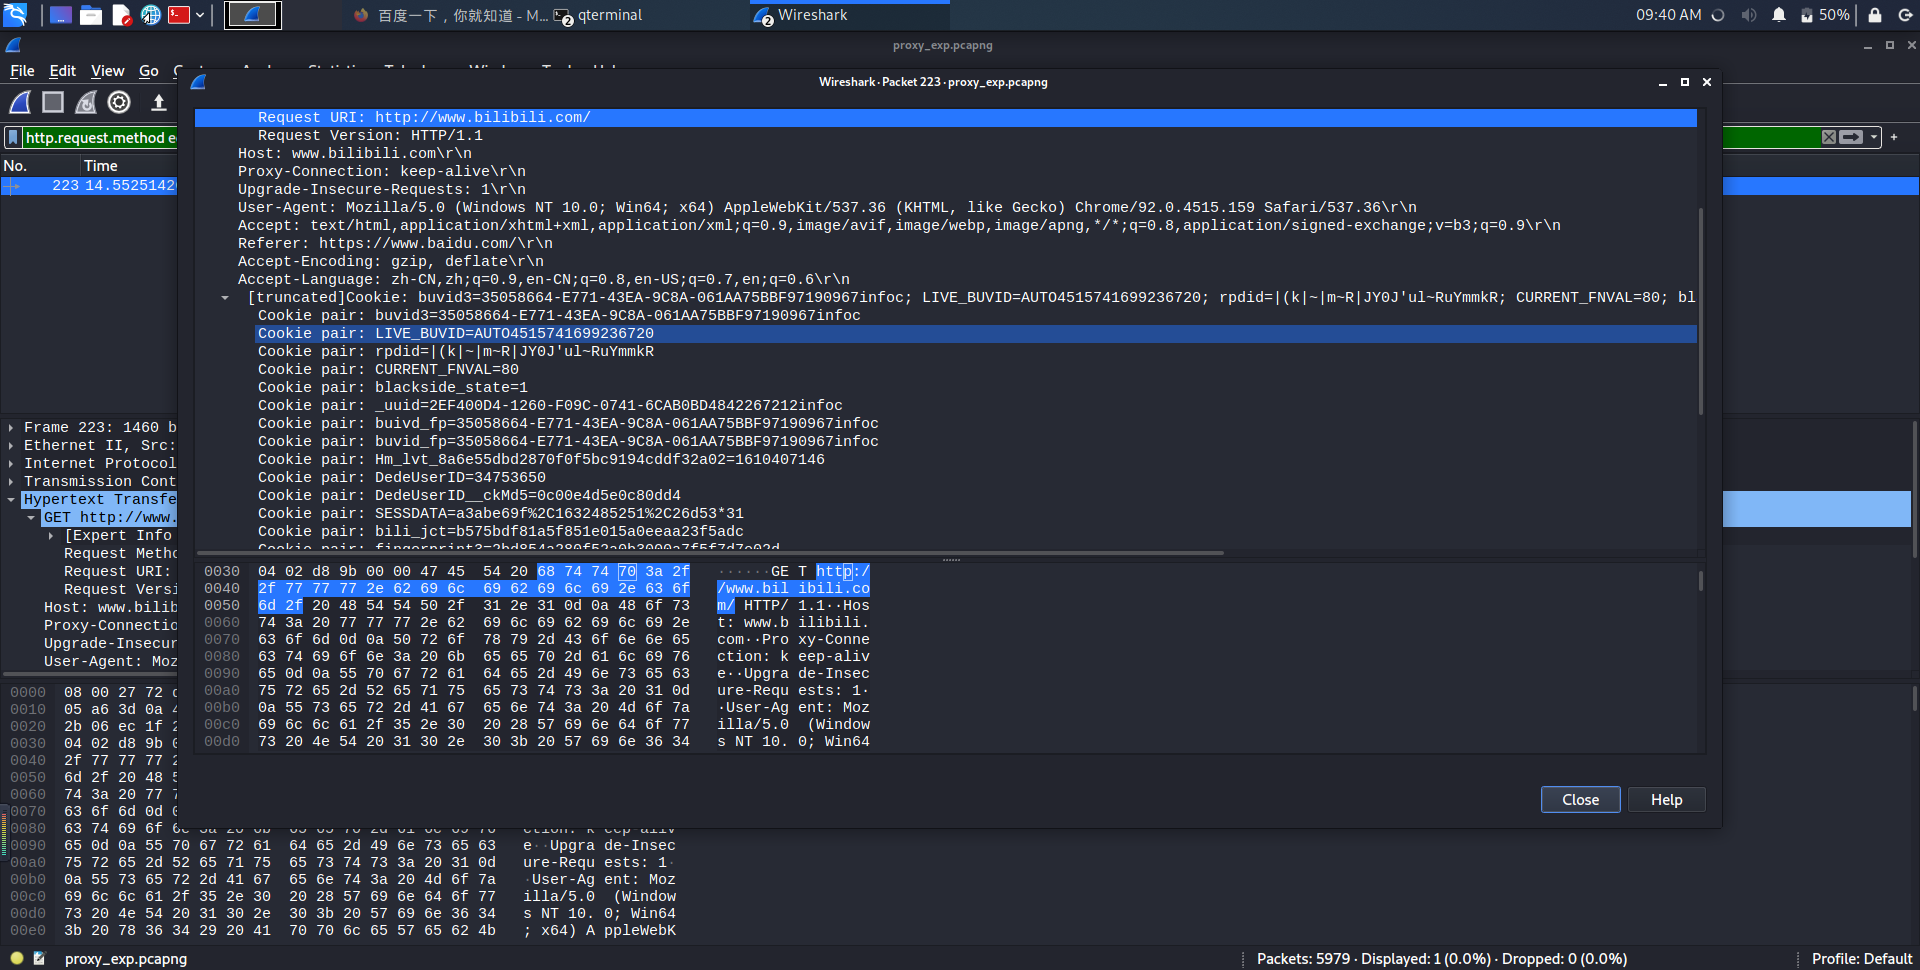 百度一下，你就知道 - M...
2
qterminal
2
Wireshark
09:40 AM
50%
proxy_exp.pcapng
File Edit View Go
Wireshark · Packet 223 · proxy_exp.pcapng
http.request.method e
No. Time
223 14.5525142
Request URI: http://www.bilibili.com/
Request Version: HTTP/1.1
Host: www.bilibili.com\r\n
Proxy-Connection: keep-alive\r\n
Upgrade-Insecure-Requests: 1\r\n
User-Agent: Mozilla/5.0 (Windows NT 10.0; Win64; x64) AppleWebKit/537.36 (KHTML, like Gecko) Chrome/92.0.4515.159 Safari/537.36\r\n
Accept: text/html,application/xhtml+xml,application/xml;q=0.9,image/avif,image/webp,image/apng,*/*;q=0.8,application/signed-exchange;v=b3;q=0.9\r\n
Referer: https://www.baidu.com/\r\n
Accept-Encoding: gzip, deflate\r\n
Accept-Language: zh-CN,zh;q=0.9,en-CN;q=0.8,en-US;q=0.7,en;q=0.6\r\n
[truncated]Cookie: buvid3=35058664-E771-43EA-9C8A-061AA75BBF97190967infoc; LIVE_BUVID=AUTO4515741699236720; rpdid=|(k|~|m~R|JY0J'ul~RuYmmkR; CURRENT_FNVAL=80; bl
Cookie pair: buvid3=35058664-E771-43EA-9C8A-061AA75BBF97190967infoc
Cookie pair: LIVE_BUVID=AUTO4515741699236720
Cookie pair: rpdid=|(k|~|m~R|JY0J'ul~RuYmmkR
Cookie pair: CURRENT_FNVAL=80
Cookie pair: blackside_state=1
Cookie pair: _uuid=2EF400D4-1260-F09C-0741-6CAB0BD4842267212infoc
Cookie pair: buivd_fp=35058664-E771-43EA-9C8A-061AA75BBF97190967infoc
Cookie pair: buvid_fp=35058664-E771-43EA-9C8A-061AA75BBF97190967infoc
Cookie pair: Hm_lvt_8a6e55dbd2870f0f5bc9194cddf32a02=1610407146
Cookie pair: DedeUserID=34753650
Cookie pair: DedeUserID__ckMd5=0c00e4d5e0c80dd4
Cookie pair: SESSDATA=a3abe69f%2C1632485251%2C26d53*31
Cookie pair: bili_jct=b575bdf81a5f851e015a0eeaa23f5adc
0030 04 02 d8 9b 00 00 47 45 54 20 68 74 74 70 3a 2f ······GE T http:/
0040 2f 77 77 77 2e 62 69 6c 69 62 69 6c 69 2e 63 6f /www.bil ibili.co
0050 6d 2f 20 48 54 54 50 2f 31 2e 31 0d 0a 48 6f 73 m/ HTTP/ 1.1··Hos
0060 74 3a 20 77 77 77 2e 62 69 6c 69 62 69 6c 69 2e t: www.b ilibili.
0070 63 6f 6d 0d 0a 50 72 6f 78 79 2d 43 6f 6e 6e 65 com··Pro xy-Conne
0080 63 74 69 6f 6e 3a 20 6b 65 65 70 2d 61 6c 69 76 ction: k eep-aliv
0090 65 0d 0a 55 70 67 72 61 64 65 2d 49 6e 73 65 63 e··Upgra de-Insec
00a0 75 72 65 2d 52 65 71 75 65 73 74 73 3a 20 31 0d ure-Requ ests: 1·
00b0 0a 55 73 65 72 2d 41 67 65 6e 74 3a 20 4d 6f 7a ·User-Ag ent: Moz
00c0 69 6c 6c 61 2f 35 2e 30 20 28 57 69 6e 64 6f 77 illa/5.0 (Window
00d0 73 20 4e 54 20 31 30 2e 30 3b 20 57 69 6e 36 34 s NT 10. 0; Win64
Close Help
Frame 223: 1460 b
Ethernet II, Src:
Internet Protocol
Transmission Cont
Hypertext Transfe
GET http://www.
[Expert Info
Request Metho
Request URI:
Request Versi
Host: www.bilib
Proxy-Connectio
Upgrade-Insecur
User-Agent: Moz
0000 08 00 27 72
0010 05 a6 3d 0a 4
0020 2b 06 ec 1f 2
0030 04 02 d8 9b 0
0040 2f 77 77 77 2
0050 6d 2f 20 48 5
0060 74 3a 20 77 7
0070 63 6f 6d 0d 0
0080 63 74 69 6f 6e 3a 20 6b 65 65 70 2d 61 6c 69 76 ction: k eep-aliv
0090 65 0d 0a 55 70 67 72 61 64 65 2d 49 6e 73 65 63 e··Upgra de-Insec
00a0 75 72 65 2d 52 65 71 75 65 73 74 73 3a 20 31 0d ure-Requ ests: 1·
00b0 0a 55 73 65 72 2d 41 67 65 6e 74 3a 20 4d 6f 7a ·User-Ag ent: Moz
00c0 69 6c 6c 61 2f 35 2e 30 20 28 57 69 6e 64 6f 77 illa/5.0 (Window
00d0 73 20 4e 54 20 31 30 2e 30 3b 20 57 69 6e 36 34 s NT 10. 0; Win64
00e0 3b 20 78 36 34 29 20 41 70 70 6c 65 57 65 62 4b ; x64) A ppleWebK
proxy_exp.pcapng
Packets: 5979 · Displayed: 1 (0.0%) · Dropped: 0 (0.0%)
Profile: Default